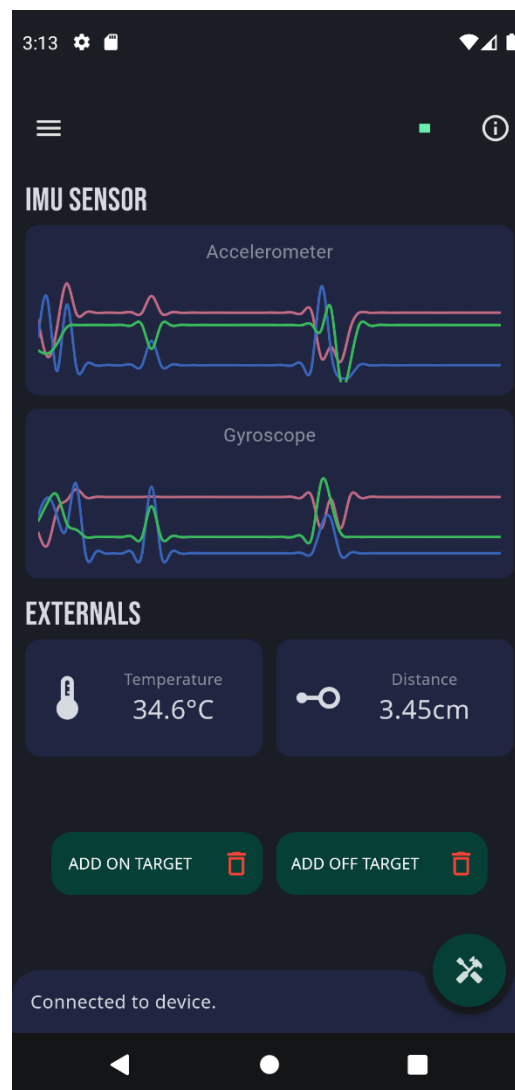 3:13
IMU SENSOR
Accelerometer
Gyroscope
EXTERNALS
Temperature
34.6°C
Distance
3.45cm
ADD ON TARGET
ADD OFF TARGET
Connected to device.